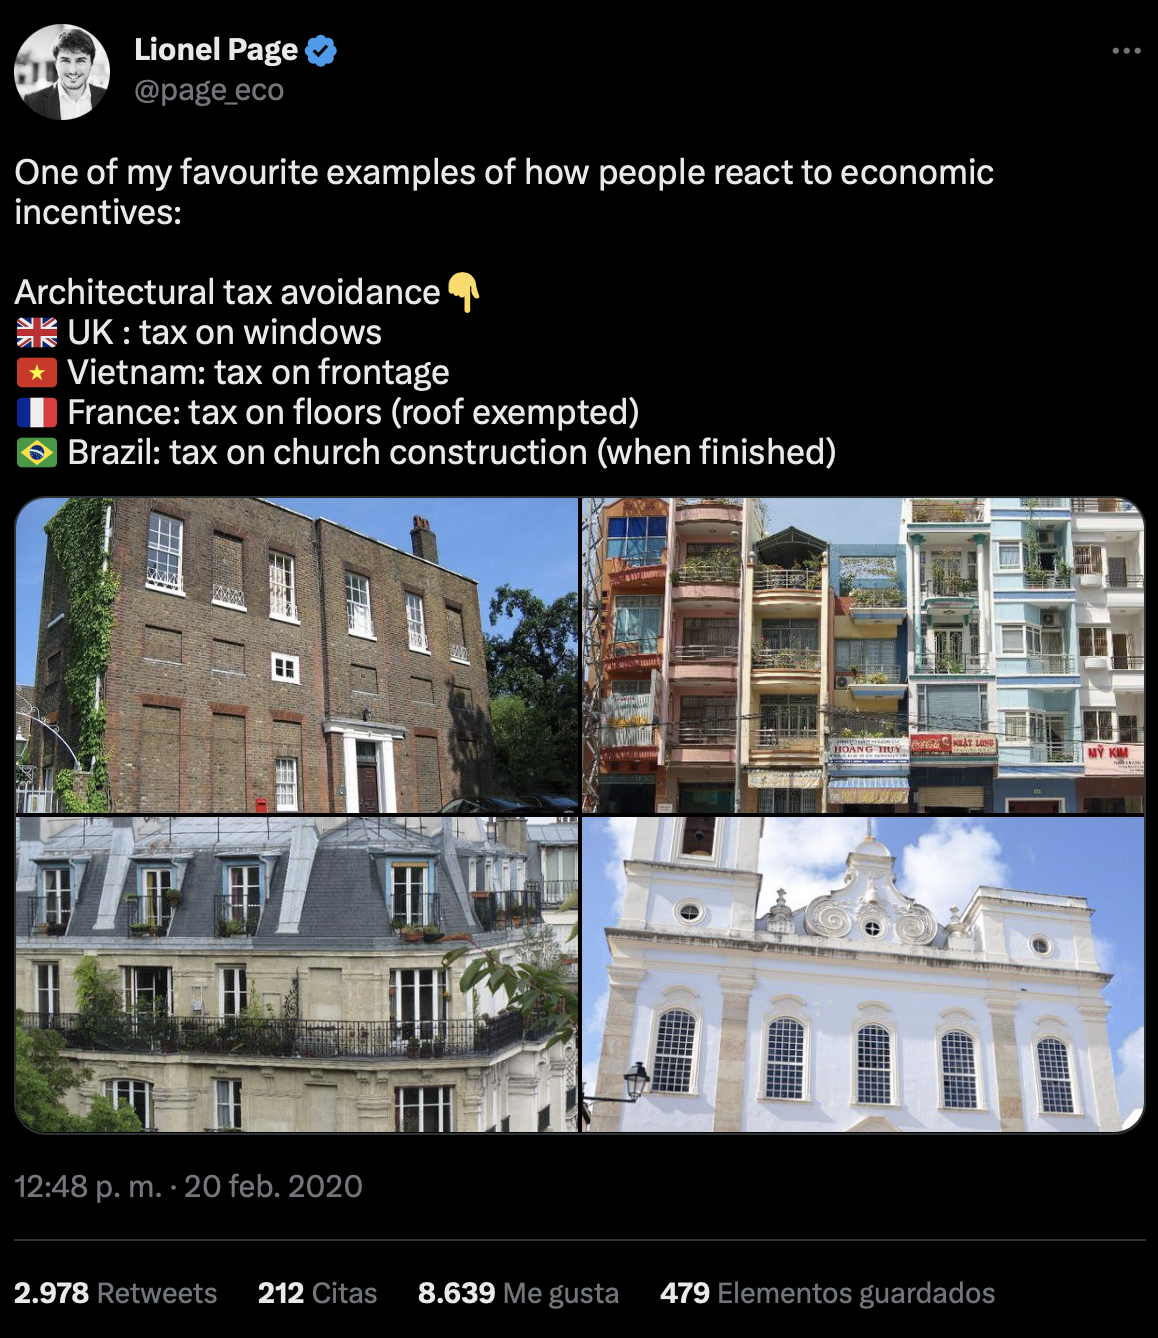 Lionel Page
@page_eco
One of my favourite examples of how people react to economic
incentives:
Architectural tax avoidance👇
🇬🇧 UK : tax on windows
🇻🇳 Vietnam: tax on frontage
🇫🇷 France: tax on floors (roof exempted)
🇧🇷 Brazil: tax on church construction (when finished)
HOANG HUY
Coca-Cola NHẬT LONG
MỸ KIM
12:48 p. m. · 20 feb. 2020
2.978 Retweets 212 Citas 8.639 Me gusta 479 Elementos guardados